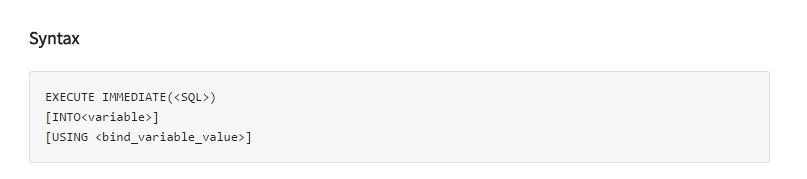 Syntax
EXECUTE IMMEDIATE(<SQL>)
[INTO<variable>]
[USING <bind_variable_value>]